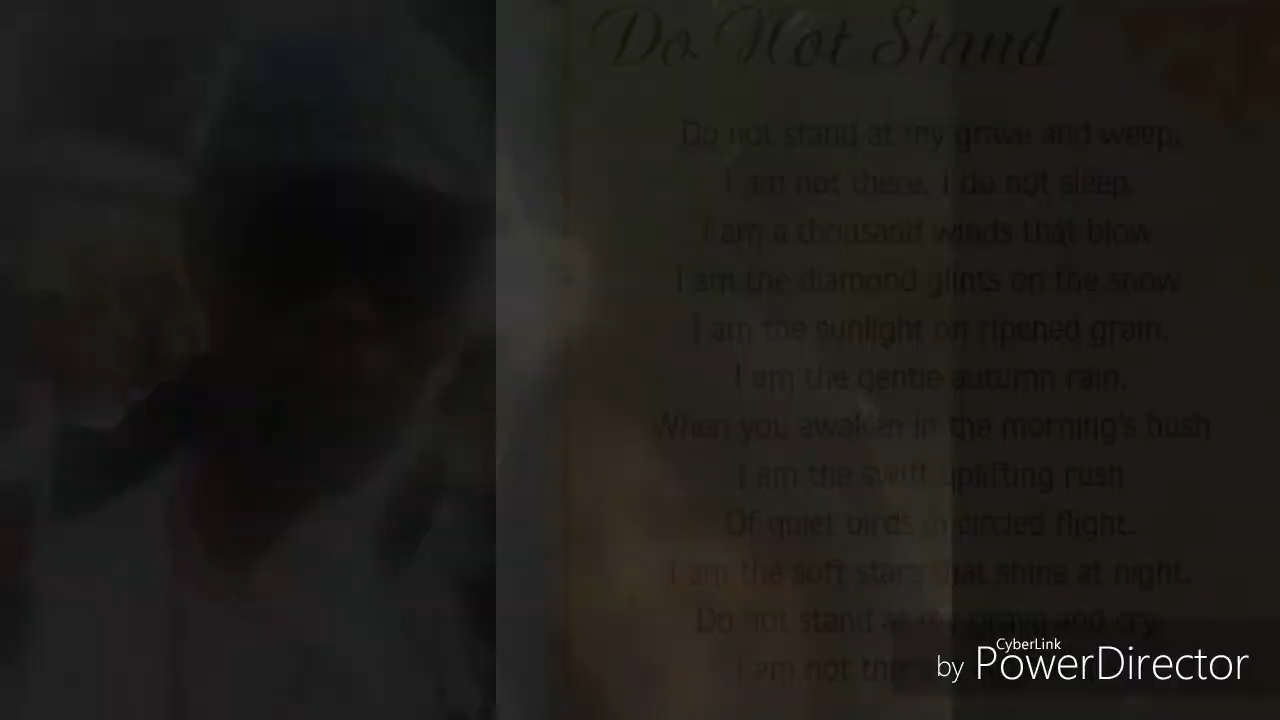 Do Not Stand
Do not stand at my grave and weep,
I am not there, I do not sleep.
I am a thousand winds that blow
I am the diamond glints on the snow
I am the sunlight on ripened grain.
I am the gentle autumn rain.
When you awaken in the morning's hush
I am the swift uplifting rush
Of quiet birds in circled flight.
I am the soft stars that shine at night.
Do not stand at my grave and cry
I am not
by CyberLink PowerDirector